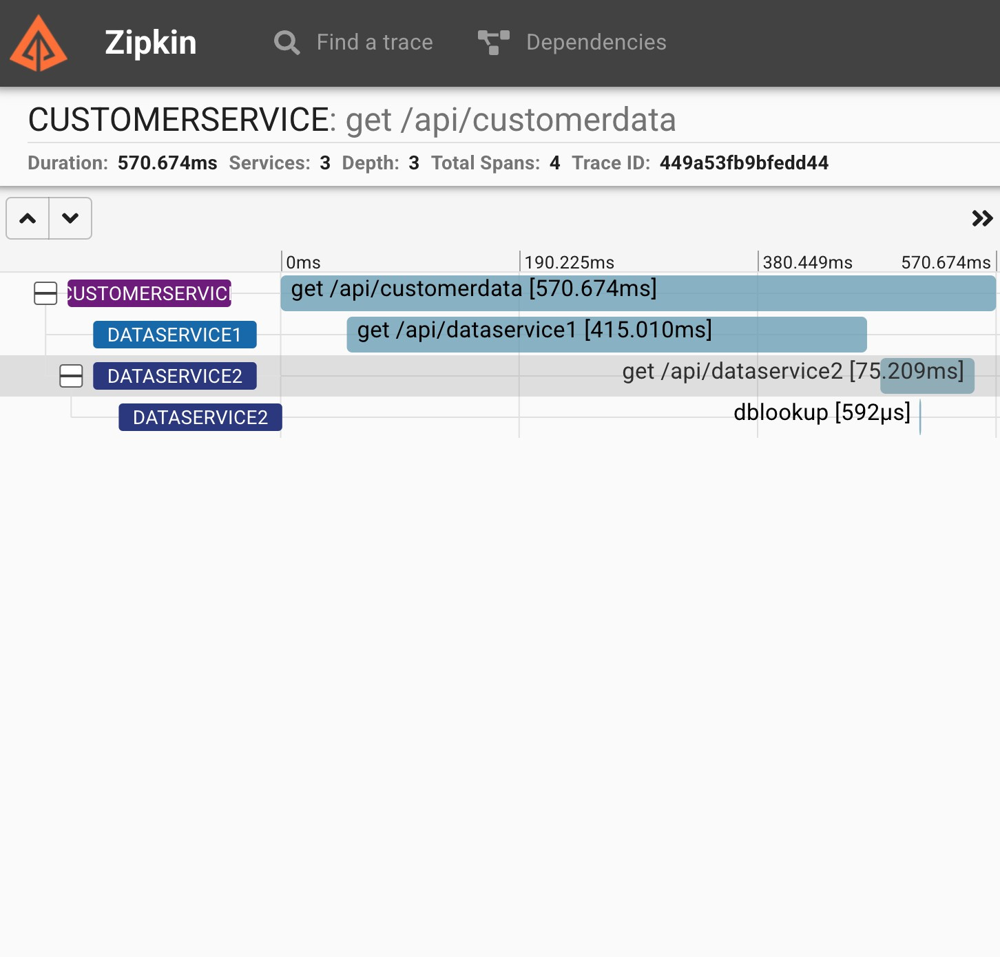 Zipkin Find a trace Dependencies
CUSTOMERSERVICE: get /api/customerdata
Duration: 570.674ms Services: 3 Depth: 3 Total Spans: 4 Trace ID: 449a53fb9bfedd44
0ms 190.225ms 380.449ms 570.674ms
CUSTOMERSERVICE get /api/customerdata [570.674ms]
DATASERVICE1 get /api/dataservice1 [415.010ms]
DATASERVICE2 get /api/dataservice2 [75.209ms]
DATASERVICE2 dblookup [592µs]